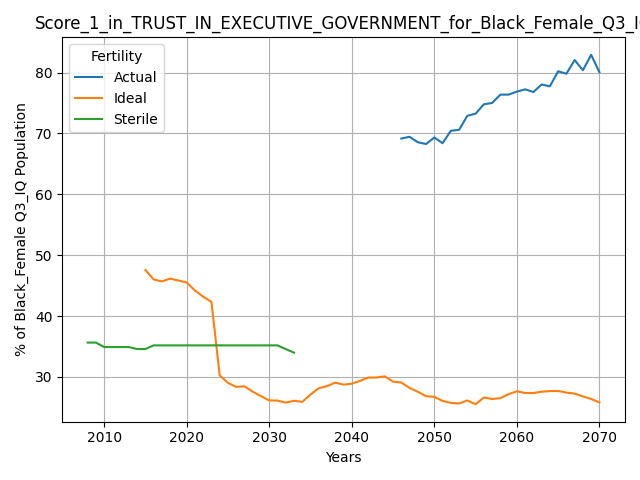 Score_1_in_TRUST_IN_EXECUTIVE_GOVERNMENT_for_Black_Female_Q3_I
Fertility
Actual
Ideal
Sterile
% of Black_Female Q3_IQ Population
80
70
60
50
40
30
2010 2020 2030 2040 2050 2060 2070
Years